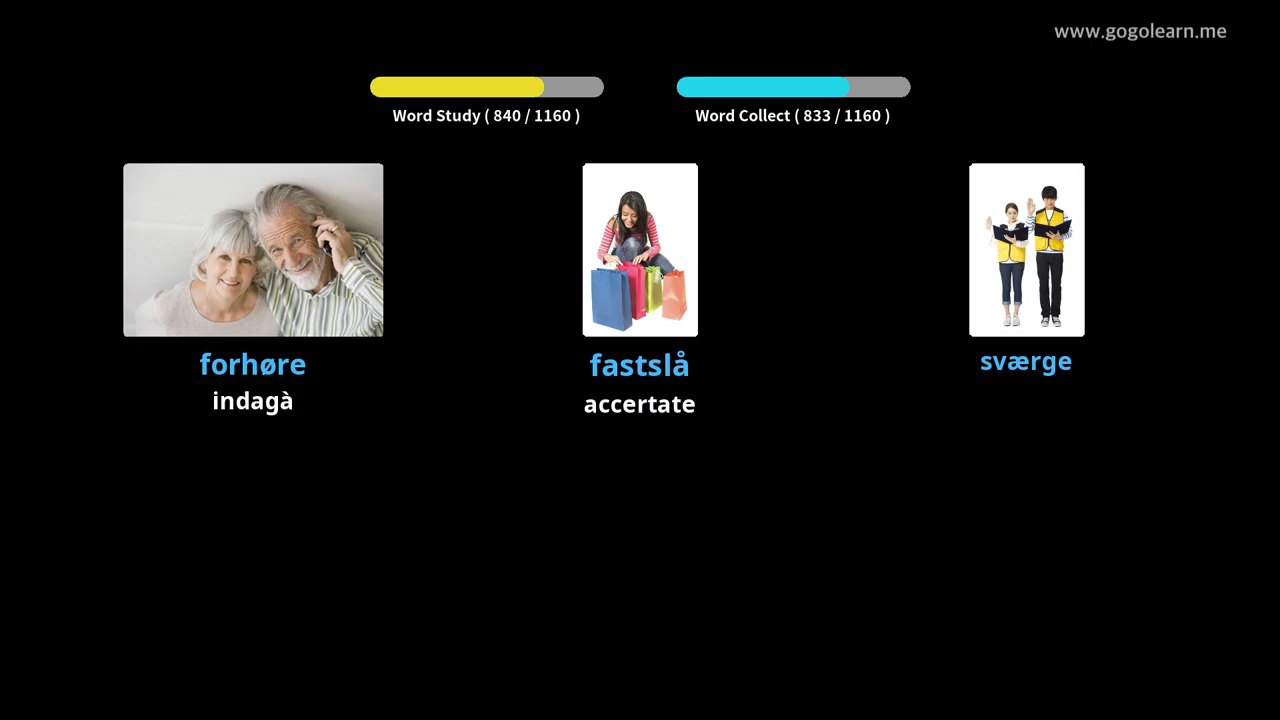 www.gogolearn.me
Word Study ( 840 / 1160 )
Word Collect ( 833 / 1160 )
forhøre
indagà
fastslå
accertate
sværge